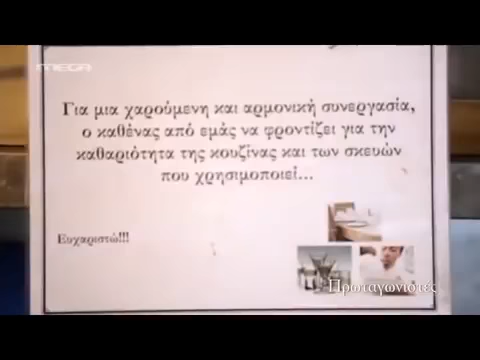 MEGA
Για μια χαρούμενη και αρμονική συνεργασία,
ο καθένας από εμάς να φροντίζει για την
καθαριότητα της κουζίνας και των σκευών
που χρησιμοποιεί...
Ευχαριστώ!!!
Πρωταγωνιστές